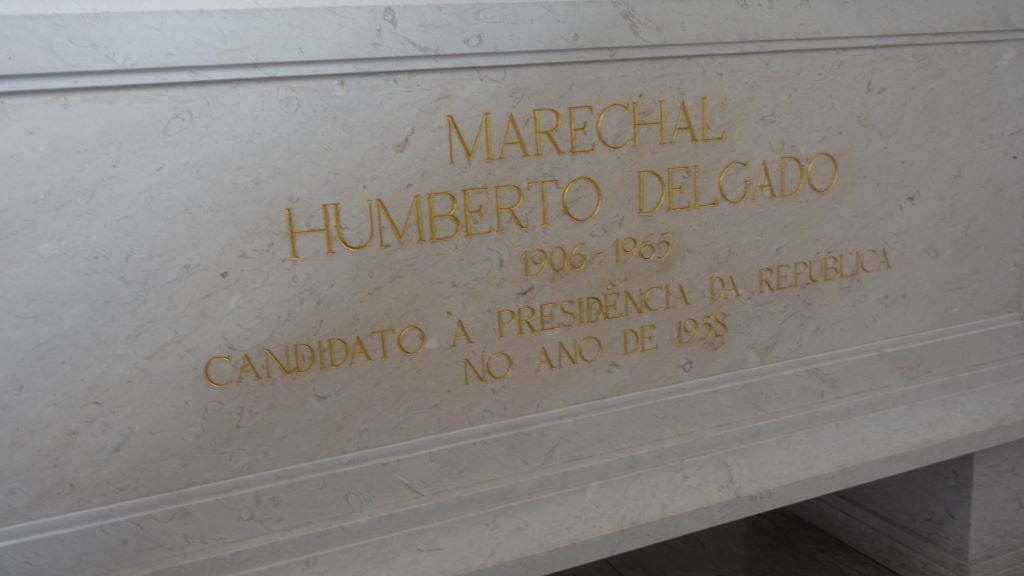 MARECHAL
HUMBERTO DELGADO
1906 - 1965
CANDIDATO À PRESIDÊNCIA DA REPÚBLICA
NO ANO DE 1958